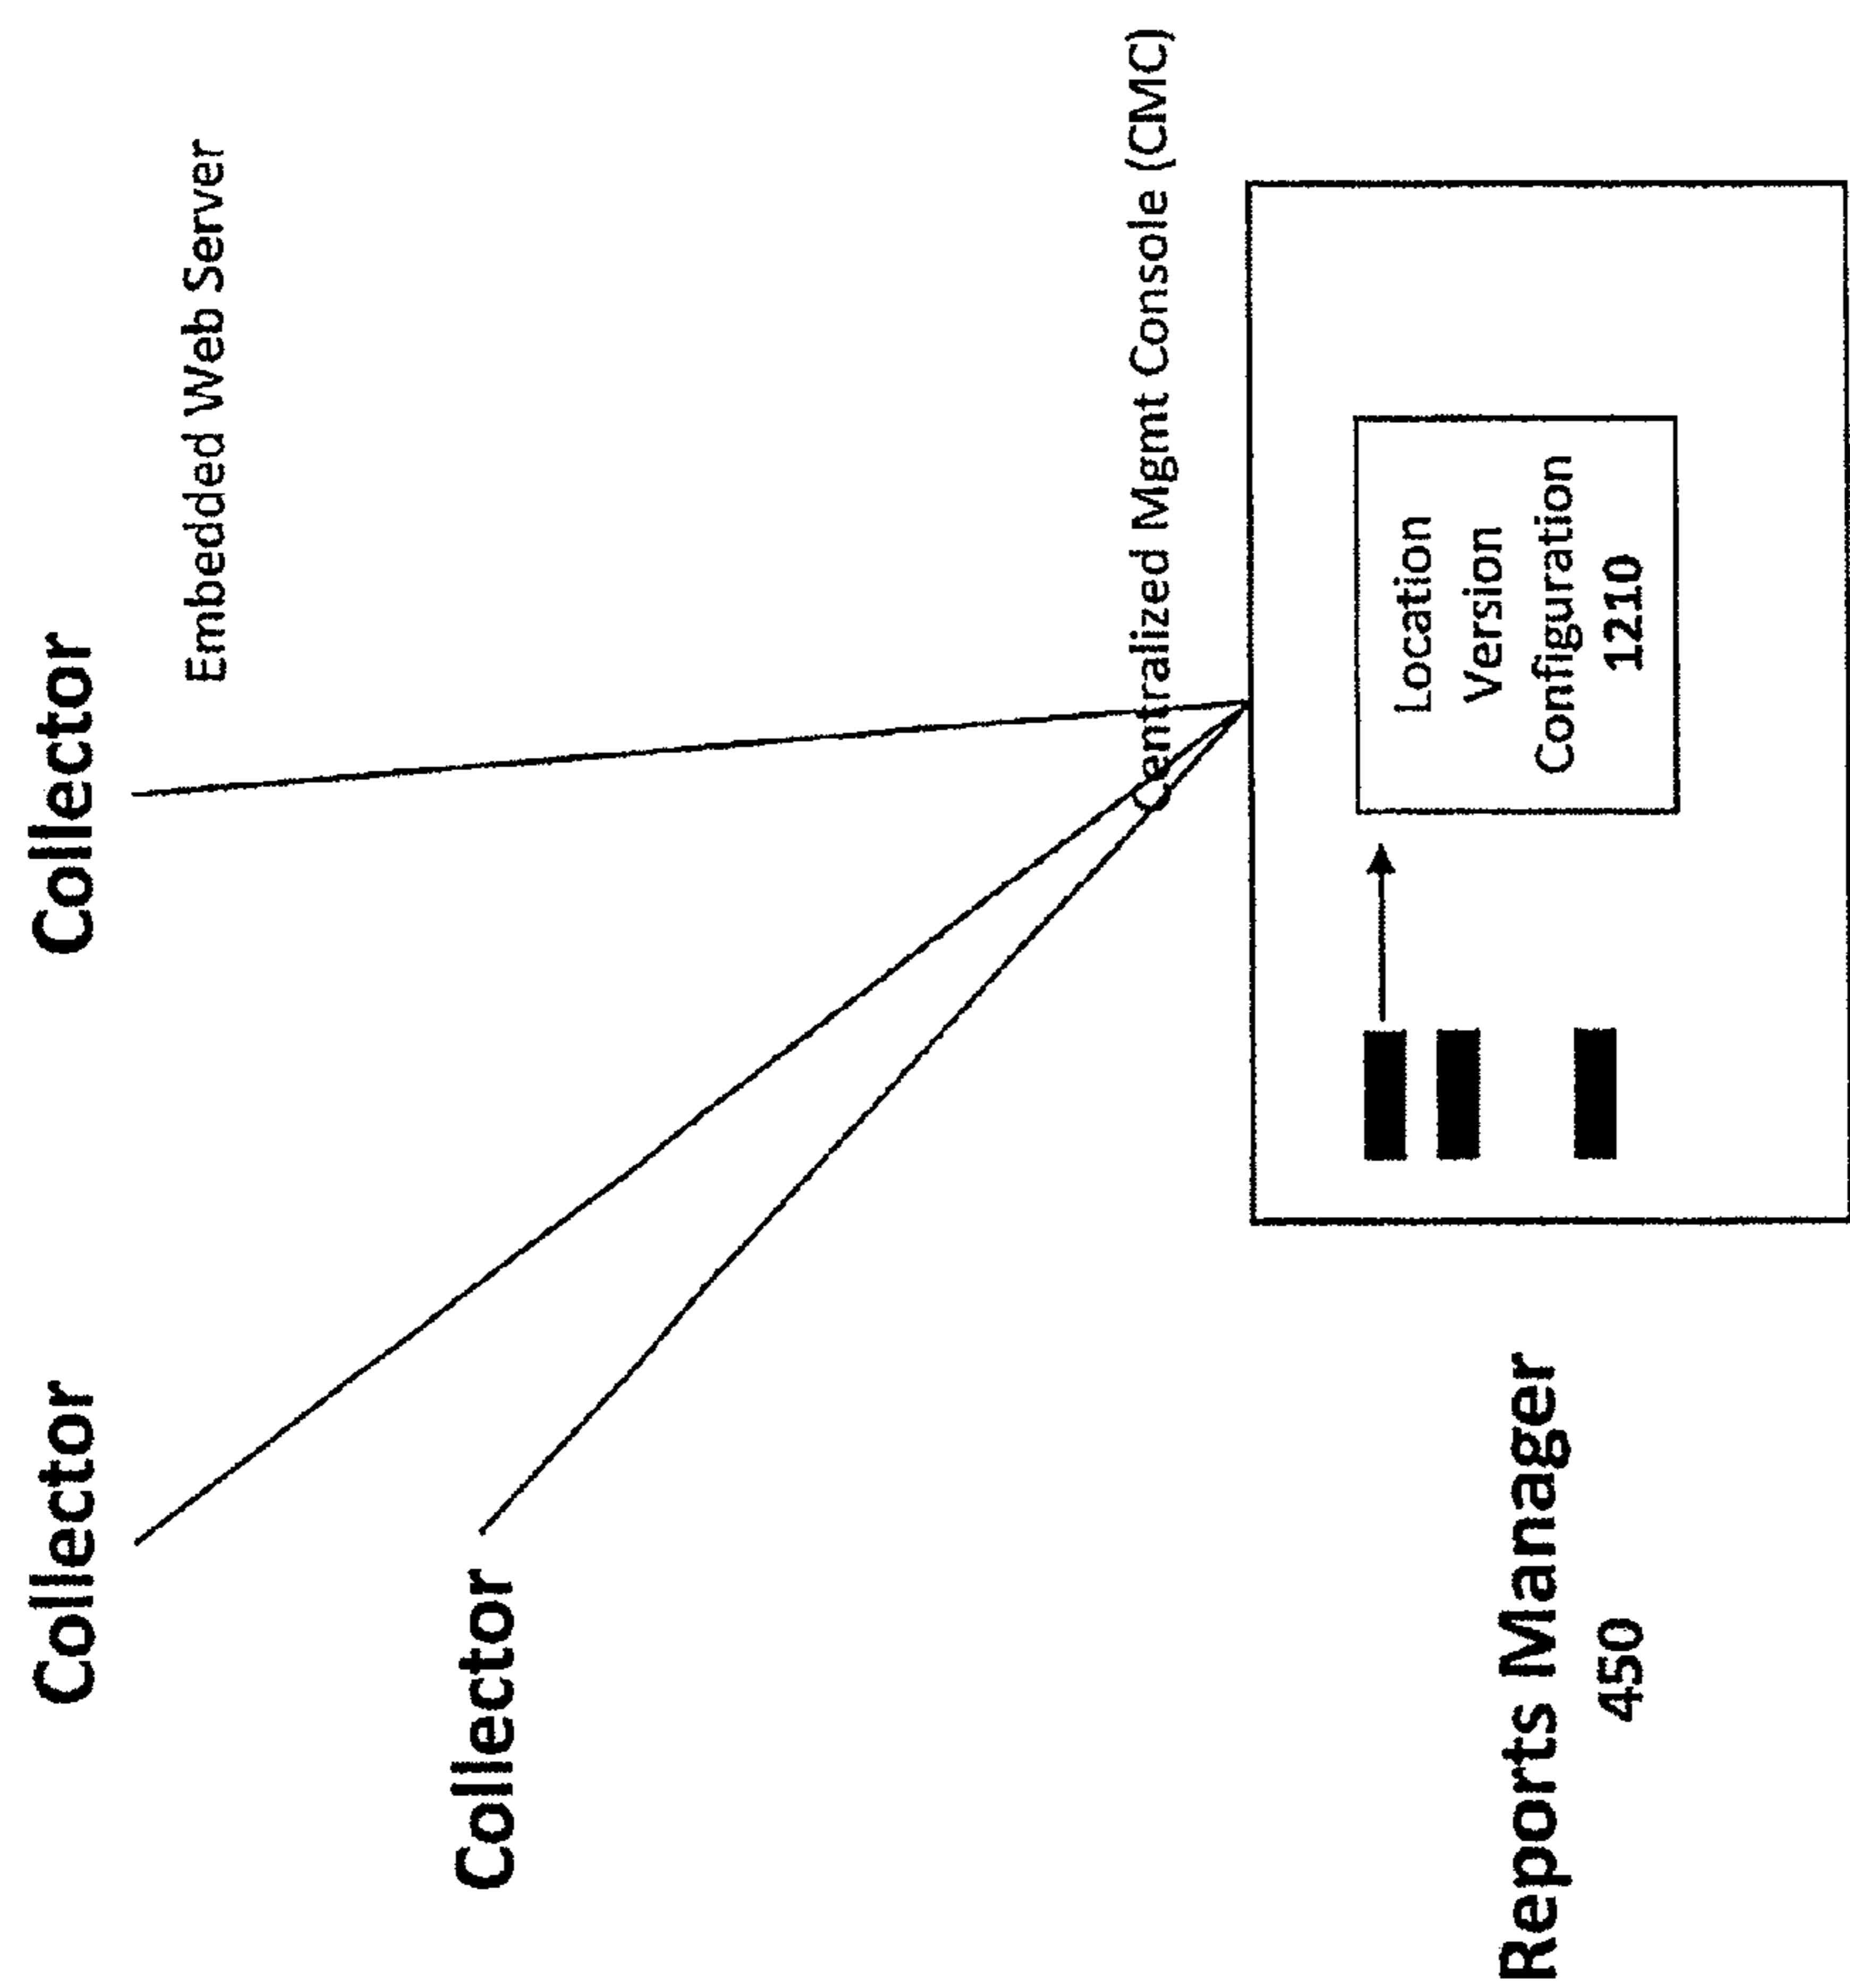 Collector
Collector
Embedded Web Server
Collector
Centralized Mgmt Console (CMC)
Reports Manager
450
Location
Version
Configuration
1210